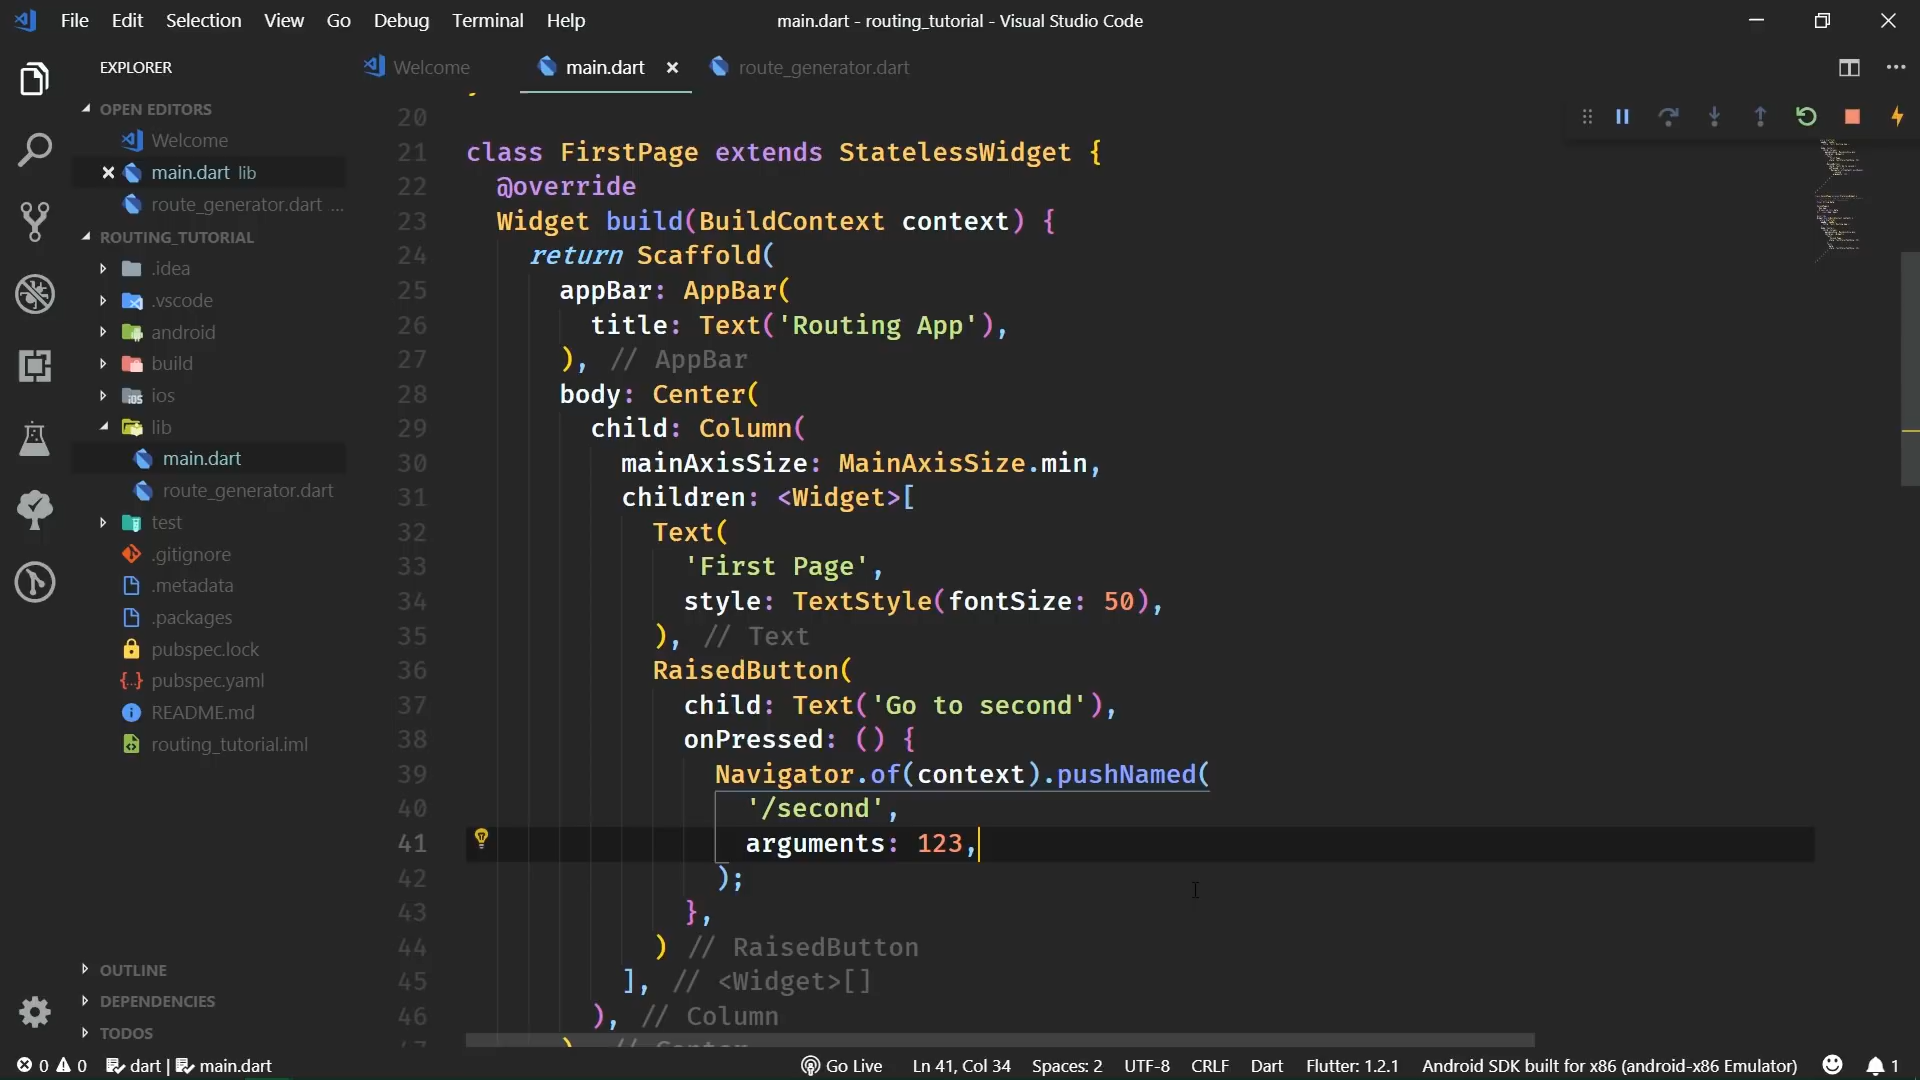 File Edit Selection View Go Debug Terminal Help
main.dart - routing_tutorial - Visual Studio Code
EXPLORER
Welcome
main.dart
route_generator.dart
OPEN EDITORS
Welcome
main.dart lib
route_generator.dart ...
ROUTING_TUTORIAL
.idea
.vscode
android
build
ios
lib
main.dart
route_generator.dart
test
.gitignore
.metadata
.packages
pubspec.lock
pubspec.yaml
README.md
routing_tutorial.iml
OUTLINE
DEPENDENCIES
TODOS
20
21 class FirstPage extends StatelessWidget {
22 @override
23 Widget build(BuildContext context) {
24 return Scaffold(
25 appBar: AppBar(
26 title: Text('Routing App'),
27 ), // AppBar
28 body: Center(
29 child: Column(
30 mainAxisSize: MainAxisSize.min,
31 children: <Widget>[
32 Text(
33 'First Page',
34 style: TextStyle(fontSize: 50),
35 ), // Text
36 RaisedButton(
37 child: Text('Go to second'),
38 onPressed: () {
39 Navigator.of(context).pushNamed(
40 '/second',
41 arguments: 123,
42 );
43 },
44 ) // RaisedButton
45 ], // <Widget>[]
46 ), // Column
47 ), // Center
0 0 dart | main.dart
Go Live Ln 41, Col 34 Spaces: 2 UTF-8 CRLF Dart Flutter: 1.2.1 Android SDK built for x86 (android-x86 Emulator) 1